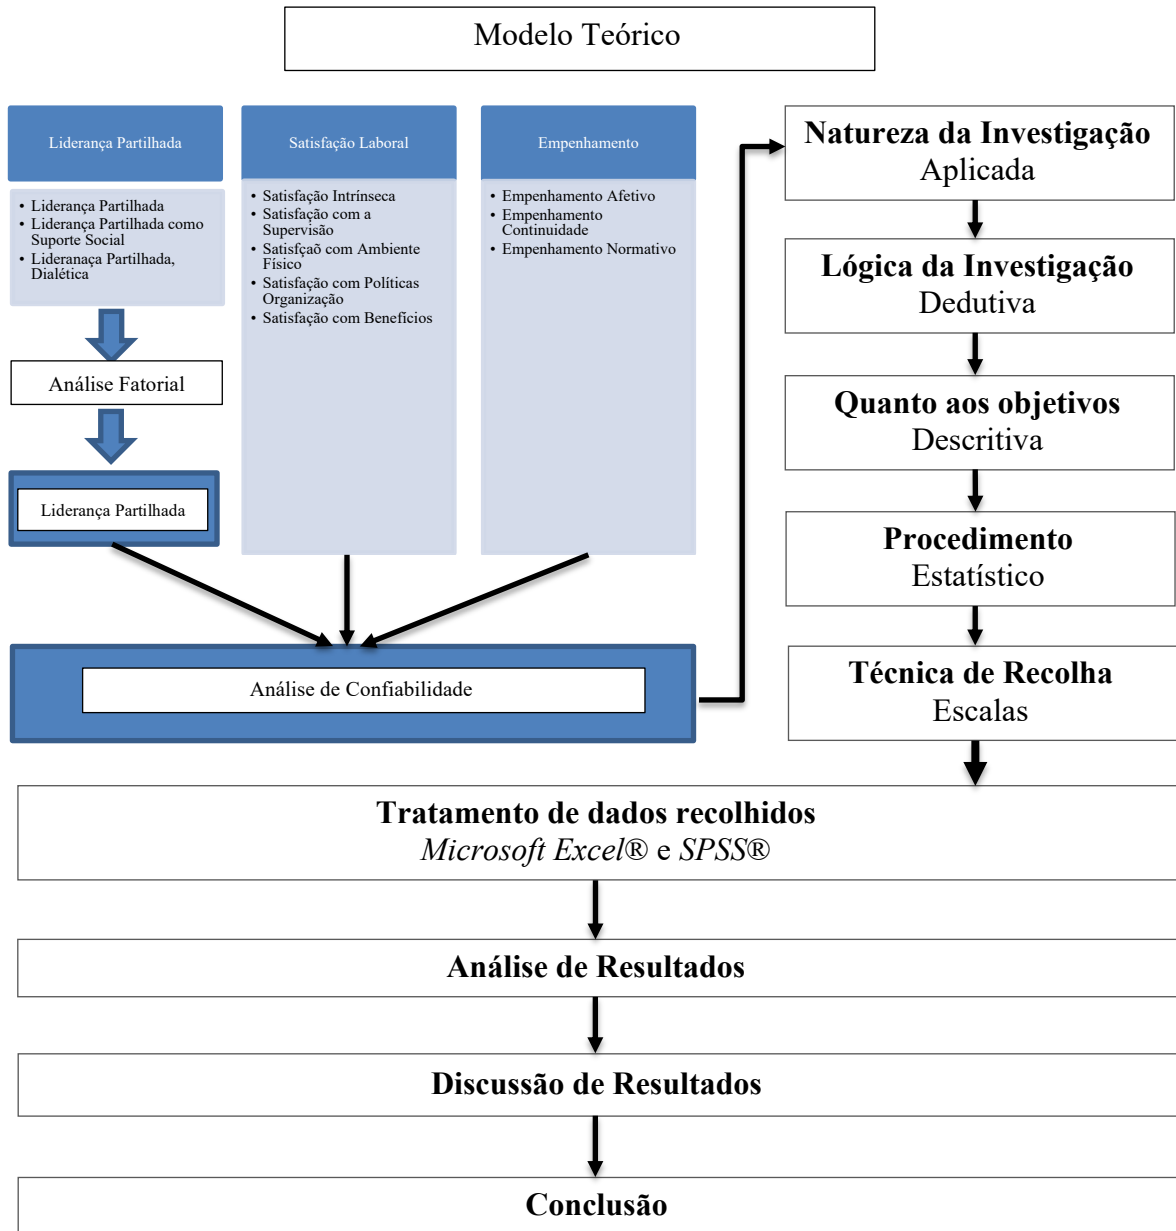 Modelo Teórico
Liderança Partilhada
• Liderança Partilhada
• Liderança Partilhada como
Suporte Social
• Lideranaça Partilhada,
Dialética
Análise Fatorial
Liderança Partilhada
Satisfação Laboral
• Satisfação Intrínseca
• Satisfação com a
Supervisão
• Satisfçaõ com Ambiente
Físico
• Satisfação com Políticas
Organização
• Satisfação com Benefícios
Empenhamento
• Empenhamento Afetivo
• Empenhamento
Continuidade
• Empenhamento Normativo
Análise de Confiabilidade
Natureza da Investigação
Aplicada
Lógica da Investigação
Dedutiva
Quanto aos objetivos
Descritiva
Procedimento
Estatístico
Técnica de Recolha
Escalas
Tratamento de dados recolhidos
Microsoft Excel® e SPSS®
Análise de Resultados
Discussão de Resultados
Conclusão